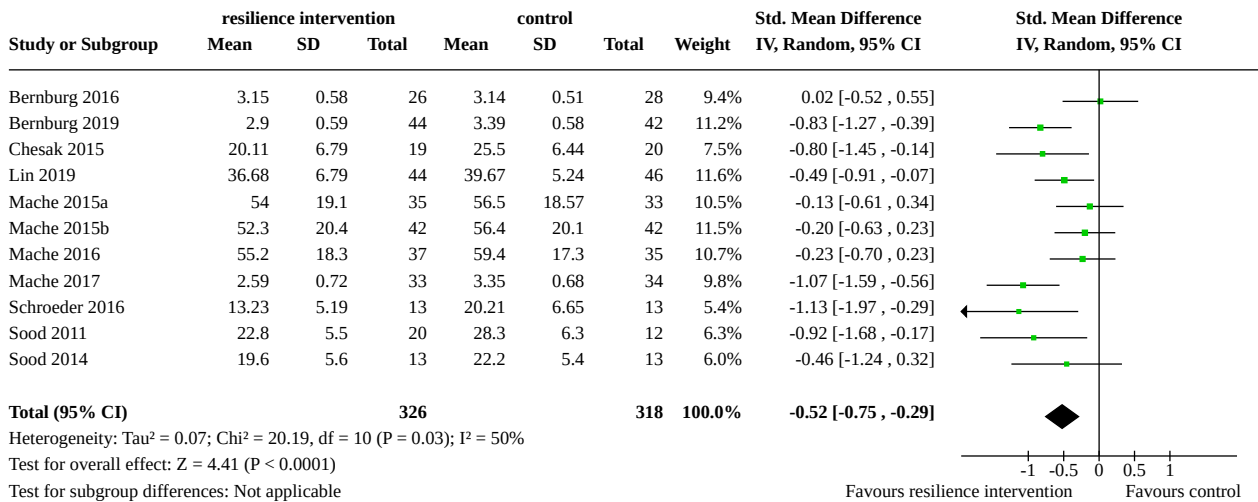 resilience intervention control Std. Mean Difference Std. Mean Difference
Study or Subgroup Mean SD Total Mean SD Total Weight IV, Random, 95% CI IV, Random, 95% CI
Bernburg 2016 3.15 0.58 26 3.14 0.51 28 9.4% 0.02 [-0.52 , 0.55]
Bernburg 2019 2.9 0.59 44 3.39 0.58 42 11.2% -0.83 [-1.27 , -0.39]
Chesak 2015 20.11 6.79 19 25.5 6.44 20 7.5% -0.80 [-1.45 , -0.14]
Lin 2019 36.68 6.79 44 39.67 5.24 46 11.6% -0.49 [-0.91 , -0.07]
Mache 2015a 54 19.1 35 56.5 18.57 33 10.5% -0.13 [-0.61 , 0.34]
Mache 2015b 52.3 20.4 42 56.4 20.1 42 11.5% -0.20 [-0.63 , 0.23]
Mache 2016 55.2 18.3 37 59.4 17.3 35 10.7% -0.23 [-0.70 , 0.23]
Mache 2017 2.59 0.72 33 3.35 0.68 34 9.8% -1.07 [-1.59 , -0.56]
Schroeder 2016 13.23 5.19 13 20.21 6.65 13 5.4% -1.13 [-1.97 , -0.29]
Sood 2011 22.8 5.5 20 28.3 6.3 12 6.3% -0.92 [-1.68 , -0.17]
Sood 2014 19.6 5.6 13 22.2 5.4 13 6.0% -0.46 [-1.24 , 0.32]
Total (95% CI) 326 318 100.0% -0.52 [-0.75 , -0.29]
Heterogeneity: Tau² = 0.07; Chi² = 20.19, df = 10 (P = 0.03); I² = 50%
Test for overall effect: Z = 4.41 (P < 0.0001)
-1 -0.5 0 0.5 1
Test for subgroup differences: Not applicable
Favours resilience intervention Favours control